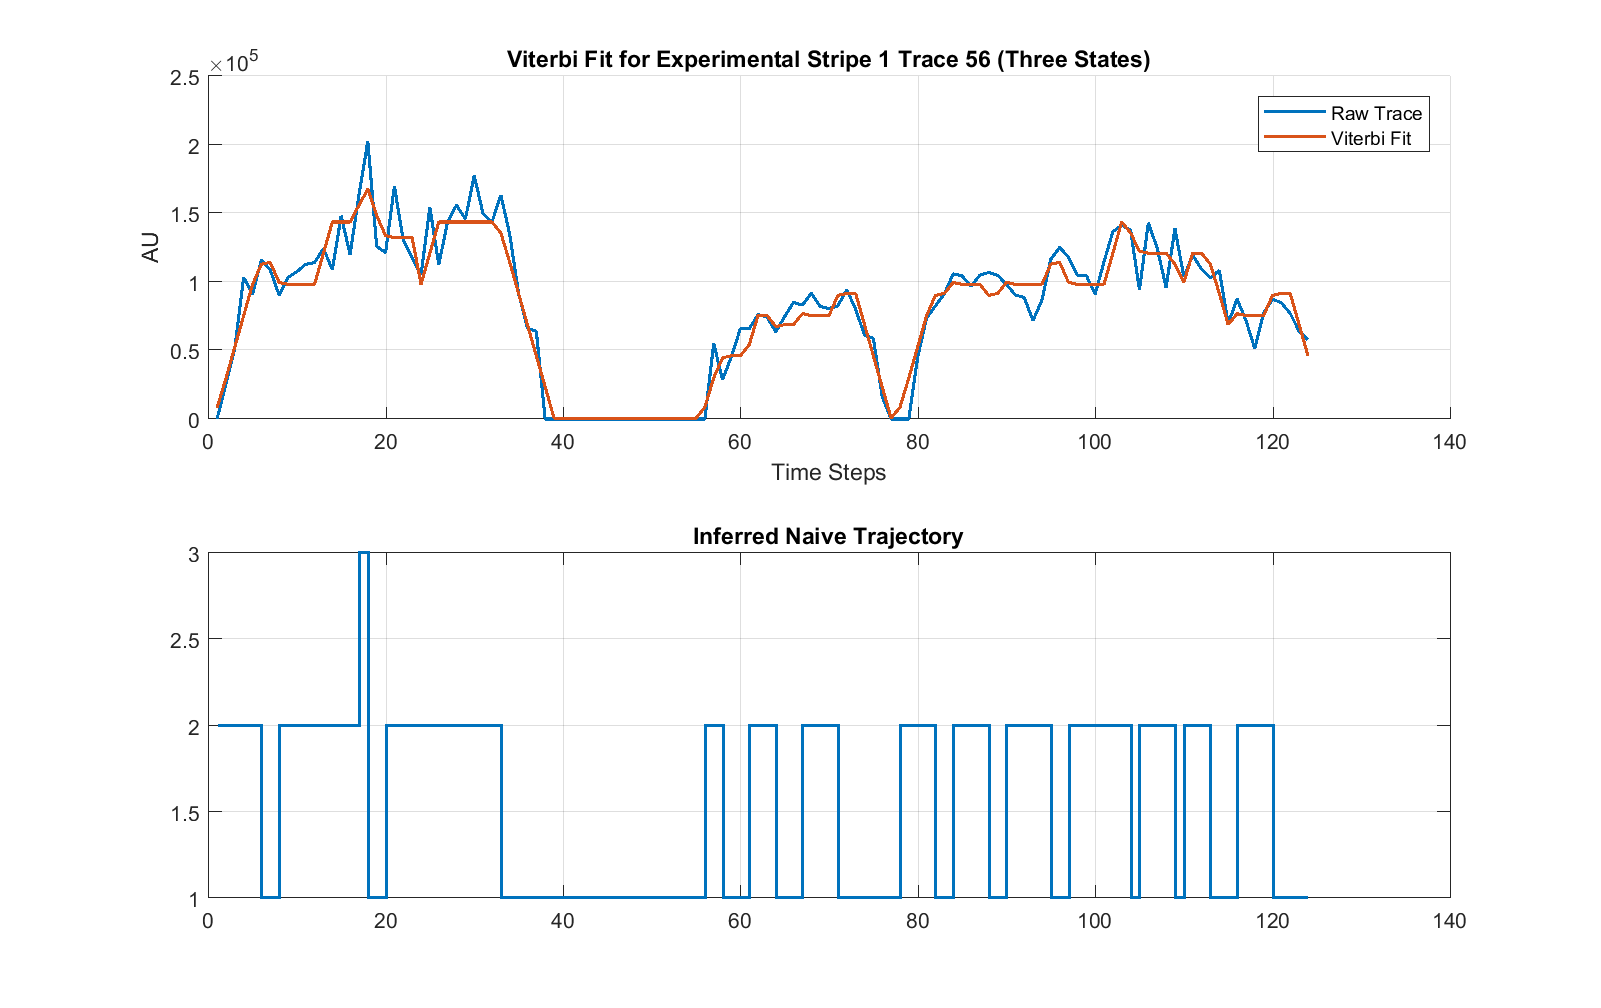 Viterbi Fit for Experimental Stripe 1 Trace 56 (Three States)
×10^5
2.5
2
1.5
1
0.5
0
AU
Raw Trace
Viterbi Fit
0 20 40 60 80 100 120 140
Time Steps
Inferred Naive Trajectory
3
2.5
2
1.5
1
0 20 40 60 80 100 120 140